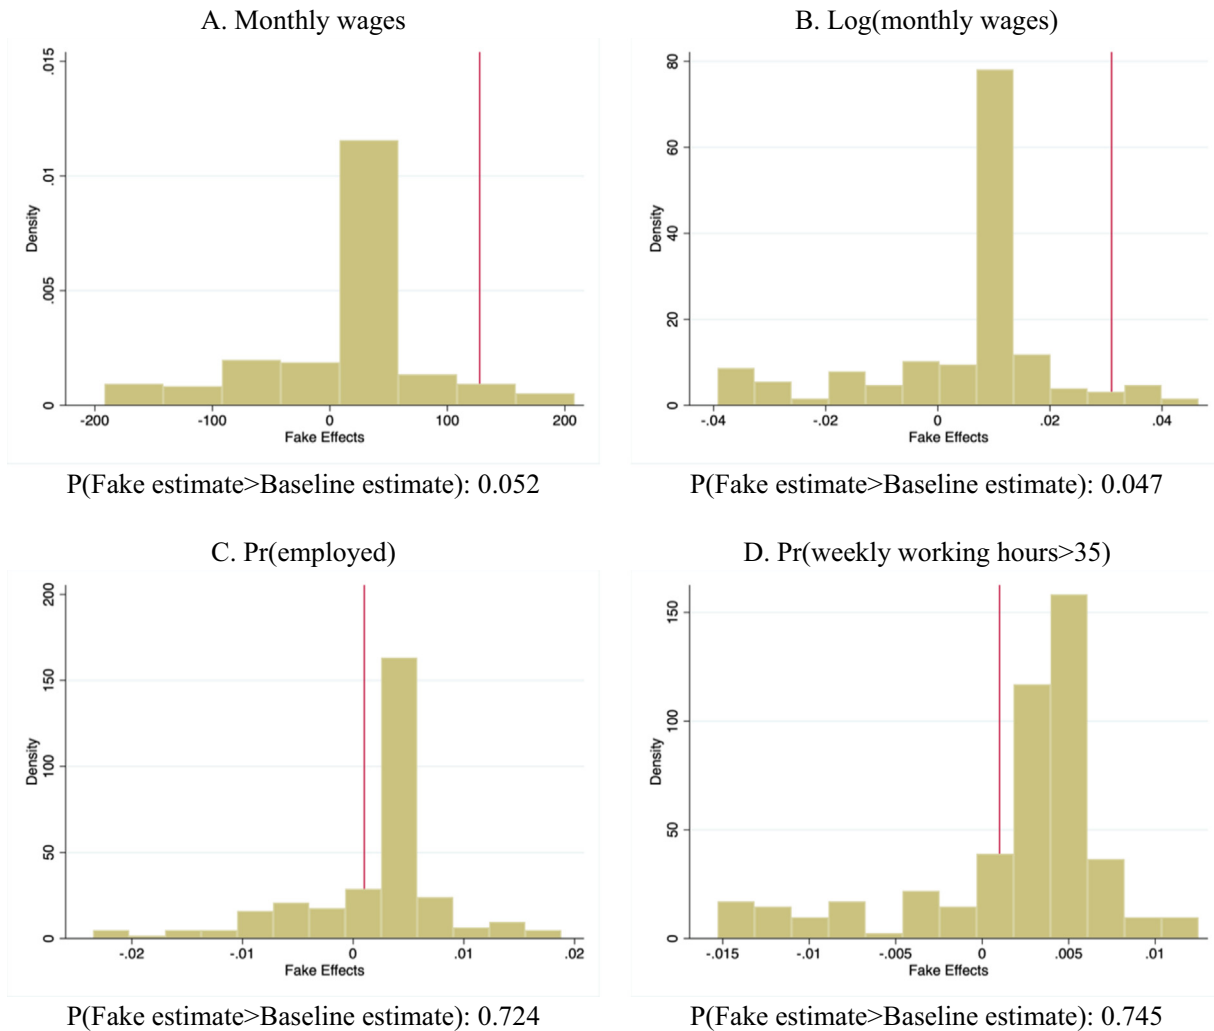 A. Monthly wages
.015
.01
.005
0
Density
-200 -100 0 100 200
Fake Effects
P(Fake estimate>Baseline estimate): 0.052
B. Log(monthly wages)
80
60
40
20
0
Density
-.04 -.02 0 .02 .04
Fake Effects
P(Fake estimate>Baseline estimate): 0.047
C. Pr(employed)
200
150
100
50
0
Density
-.02 -.01 0 .01 .02
Fake Effects
P(Fake estimate>Baseline estimate): 0.724
D. Pr(weekly working hours>35)
150
100
50
0
Density
-.015 -.01 -.005 0 .005 .01
Fake Effects
P(Fake estimate>Baseline estimate): 0.745